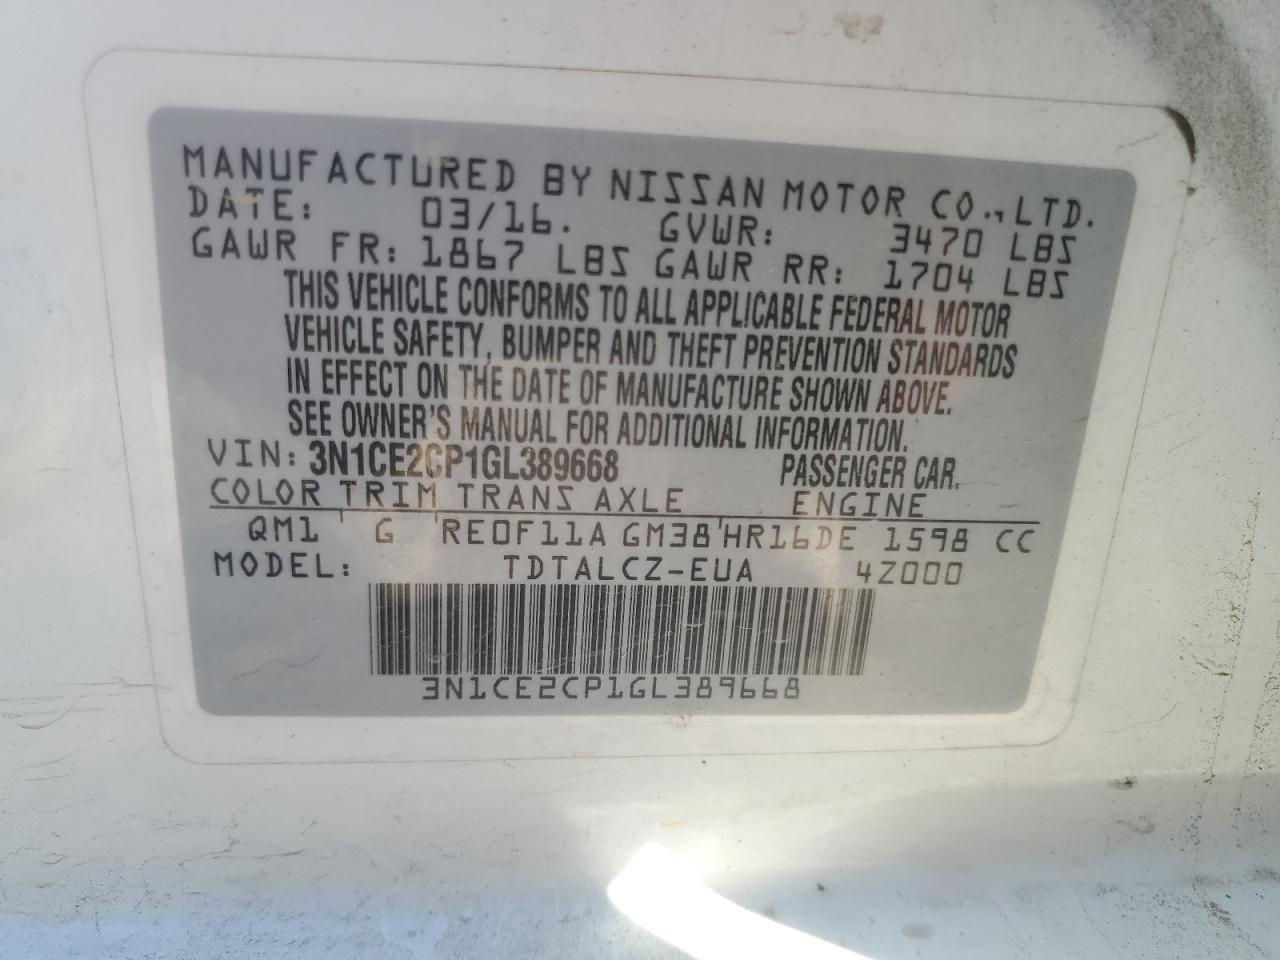 MANUFACTURED BY NISSAN MOTOR CO., LTD.
DATE: 03/16. GVWR: 3470 LBS
GAWR FR: 1867 LBS GAWR RR: 1704 LBS
THIS VEHICLE CONFORMS TO ALL APPLICABLE FEDERAL MOTOR
VEHICLE SAFETY, BUMPER AND THEFT PREVENTION STANDARDS
IN EFFECT ON THE DATE OF MANUFACTURE SHOWN ABOVE.
SEE OWNER'S MANUAL FOR ADDITIONAL INFORMATION.
VIN: 3N1CE2CP1GL389668 PASSENGER CAR.
COLOR TRIM TRANS AXLE ENGINE
QM1 G RE0F11A GM38 HR16DE 1598 CC
MODEL: TDTALCZ-EUA 4Z000
3N1CE2CP1GL389668